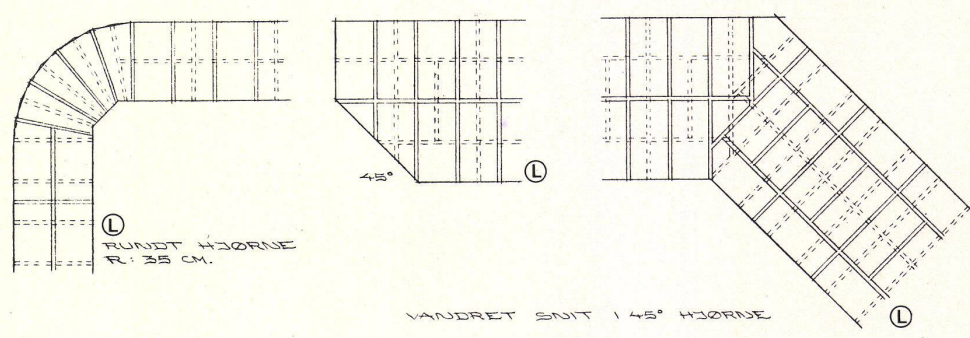 45°
Ⓛ
Ⓛ
RUNDT HJØRNE
R: 35 CM.
VANDRET SNIT I 45° HJØRNE
Ⓛ